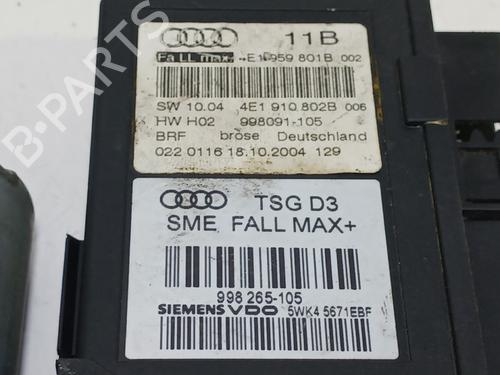 11B
Fa LL max+ 4E1 959 801B 002
SW 10.04 4E1 910 802B 006
HW H02 998091-105
BRF brose Deutschland
022 0116 18.10.2004 129
TSG D3
SME FALL MAX+
998 265-105
SIEMENS VDO 5WK4 5671EBF